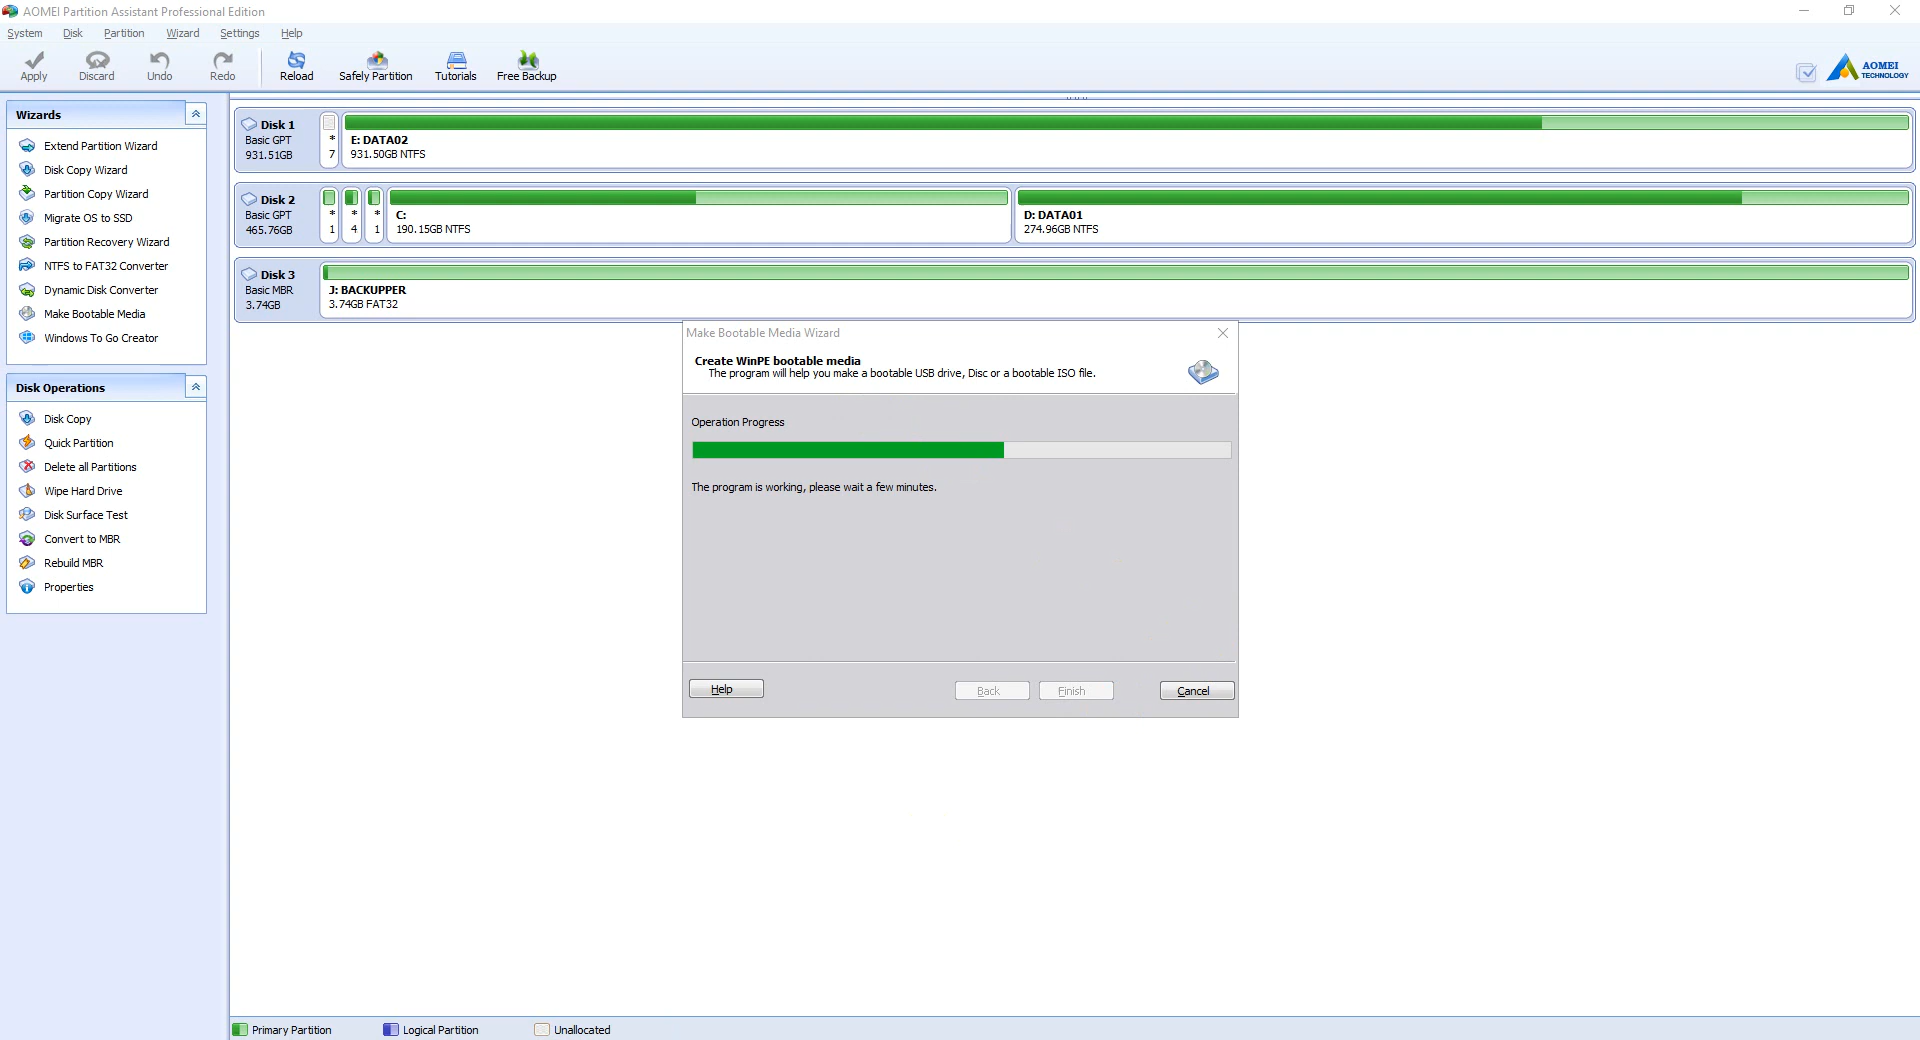 AOMEI Partition Assistant Professional Edition
System Disk Partition Wizard Settings Help
Apply Discard Undo Redo Reload Safely Partition Tutorials Free Backup
AOMEI
TECHNOLOGY
Wizards
Extend Partition Wizard
Disk Copy Wizard
Partition Copy Wizard
Migrate OS to SSD
Partition Recovery Wizard
NTFS to FAT32 Converter
Dynamic Disk Converter
Make Bootable Media
Windows To Go Creator
Disk Operations
Disk Copy
Quick Partition
Delete all Partitions
Wipe Hard Drive
Disk Surface Test
Convert to MBR
Rebuild MBR
Properties
Disk 1
Basic GPT
931.51GB
*
7
E: DATA02
931.50GB NTFS
Disk 2
Basic GPT
465.76GB
*
1
*
4
*
1
C:
190.15GB NTFS
D: DATA01
274.96GB NTFS
Disk 3
Basic MBR
3.74GB
J: BACKUPPER
3.74GB FAT32
Make Bootable Media Wizard
Create WinPE bootable media
The program will help you make a bootable USB drive, Disc or a bootable ISO file.
Operation Progress
The program is working, please wait a few minutes.
Help Back Finish Cancel
Primary Partition Logical Partition Unallocated